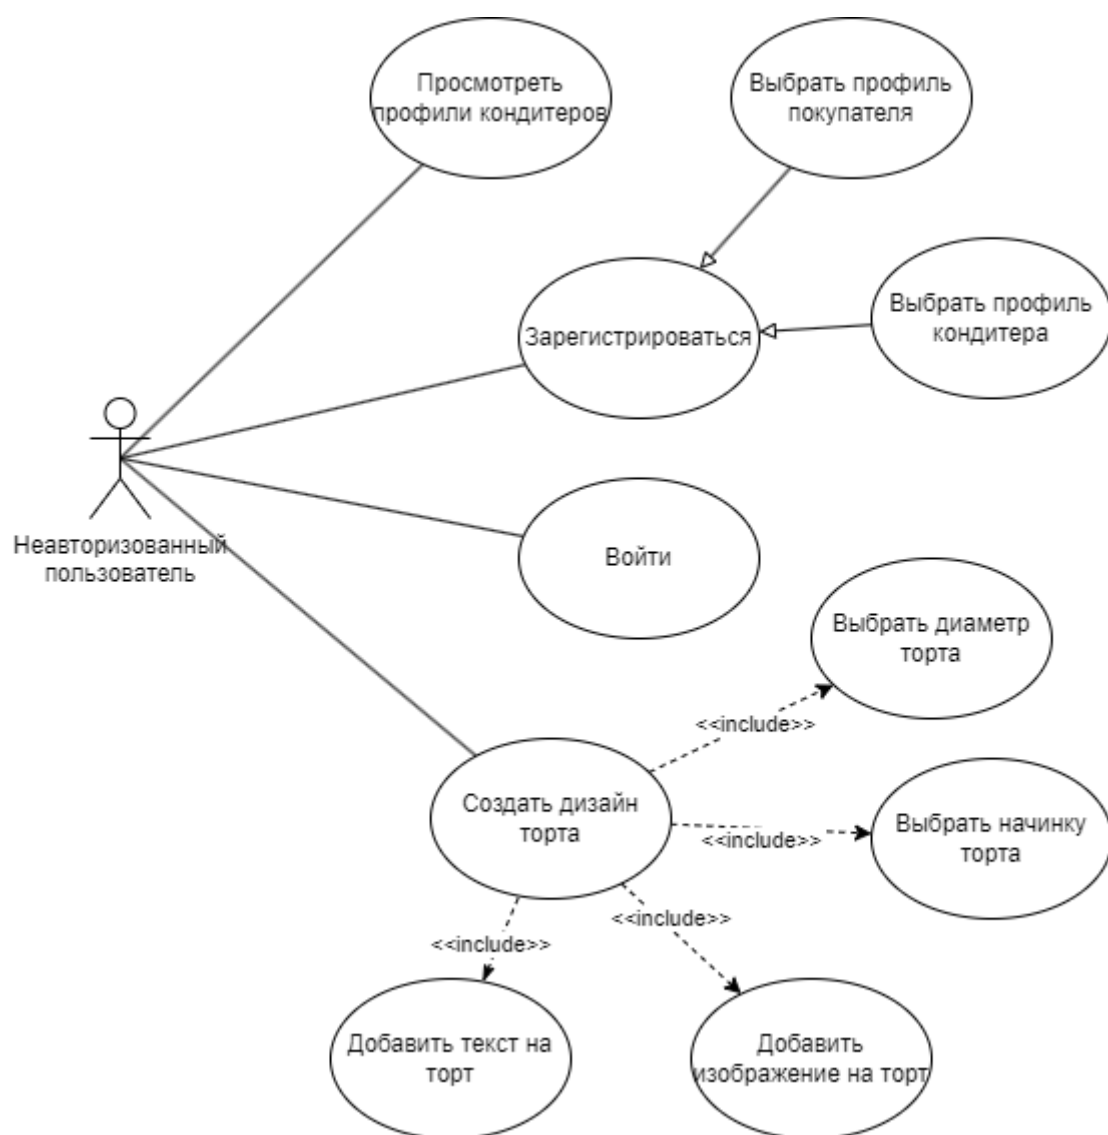 Просмотреть
профили кондитеров
Выбрать профиль
покупателя
Зарегистрироваться
Выбрать профиль
кондитера
Неавторизованный
пользователь
Войти
Выбрать диаметр
торта
<<include>>
Создать дизайн
торта
<<include>>
Выбрать начинку
торта
<<include>>
<<include>>
Добавить текст на
торт
Добавить
изображение на торт